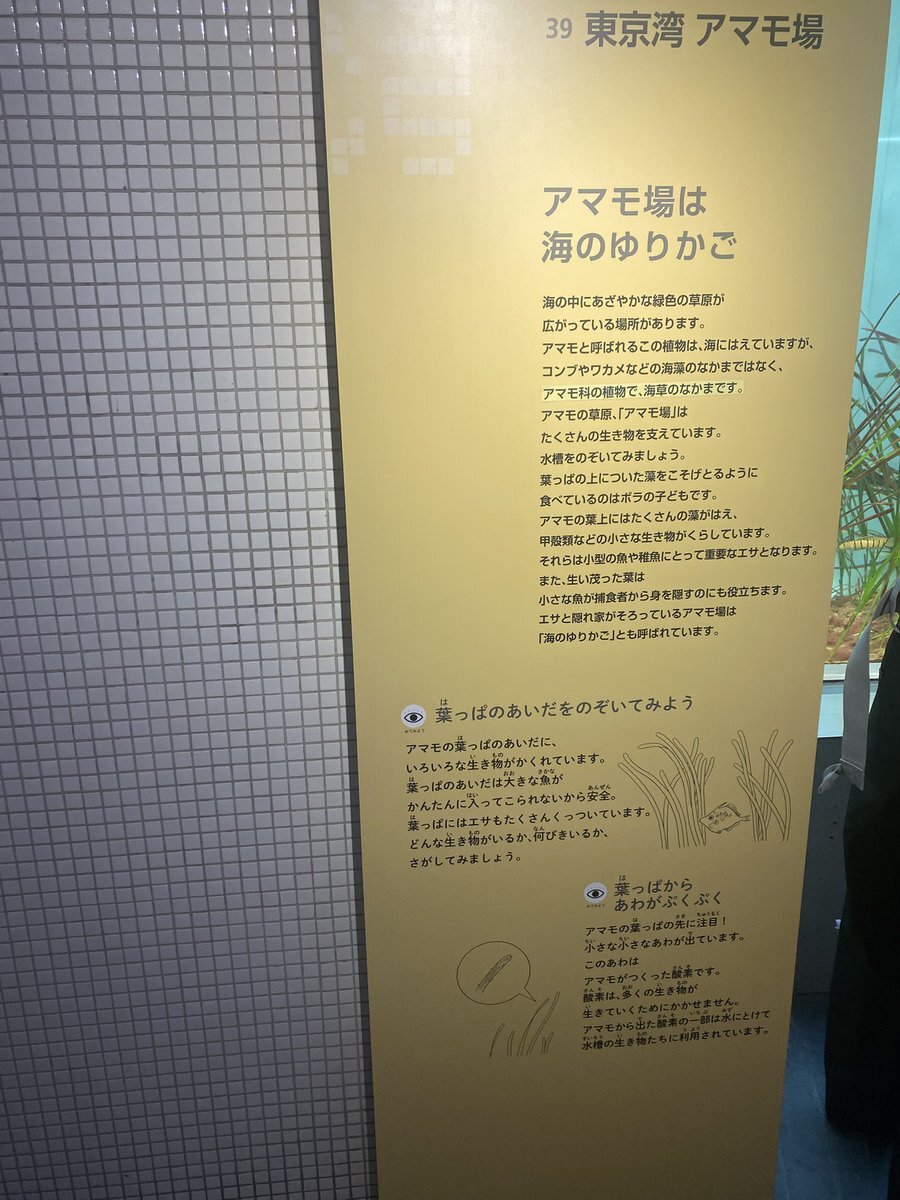 39 東京湾 アマモ場
アマモ場は
海のゆりかご
海の中にあざやかな緑色の草原が
広がっている場所があります。
アマモと呼ばれるこの植物は、海にはえていますが、
コンブやワカメなどの海藻のなかまではなく、
アマモ科の植物で、海草のなかまです。
アマモの草原、「アマモ場」は
たくさんの生き物を支えています。
水槽をのぞいてみましょう。
葉っぱの上についた藻をこそげとるように
食べているのはボラの子どもです。
アマモの葉上にはたくさんの藻がはえ、
甲殻類などの小さな生き物がくらしています。
それらは小型の魚や稚魚にとって重要なエサとなります。
また、生い茂った葉は
小さな魚が捕食者から身を隠すのにも役立ちます。
エサと隠れ家がそろっているアマモ場は
「海のゆりかご」とも呼ばれています。
みてみよう
葉っぱのあいだをのぞいてみよう
アマモの葉っぱのあいだに、
いろいろな生き物がかくれています。
葉っぱのあいだは大きな魚が
かんたんに入ってこられないから安全。
葉っぱにはエサもたくさんくっついています。
どんな生き物がいるか、何びきいるか、
さがしてみましょう。
みてみよう
葉っぱから
あわがぷくぷく
アマモの葉っぱの先に注目！
小さな小さなあわが出ています。
このあわは
アマモがつくった酸素です。
酸素は、多くの生き物が
生きていくためにかかせません。
アマモから出た酸素の一部は水にとけて
水槽の生き物たちに利用されています。